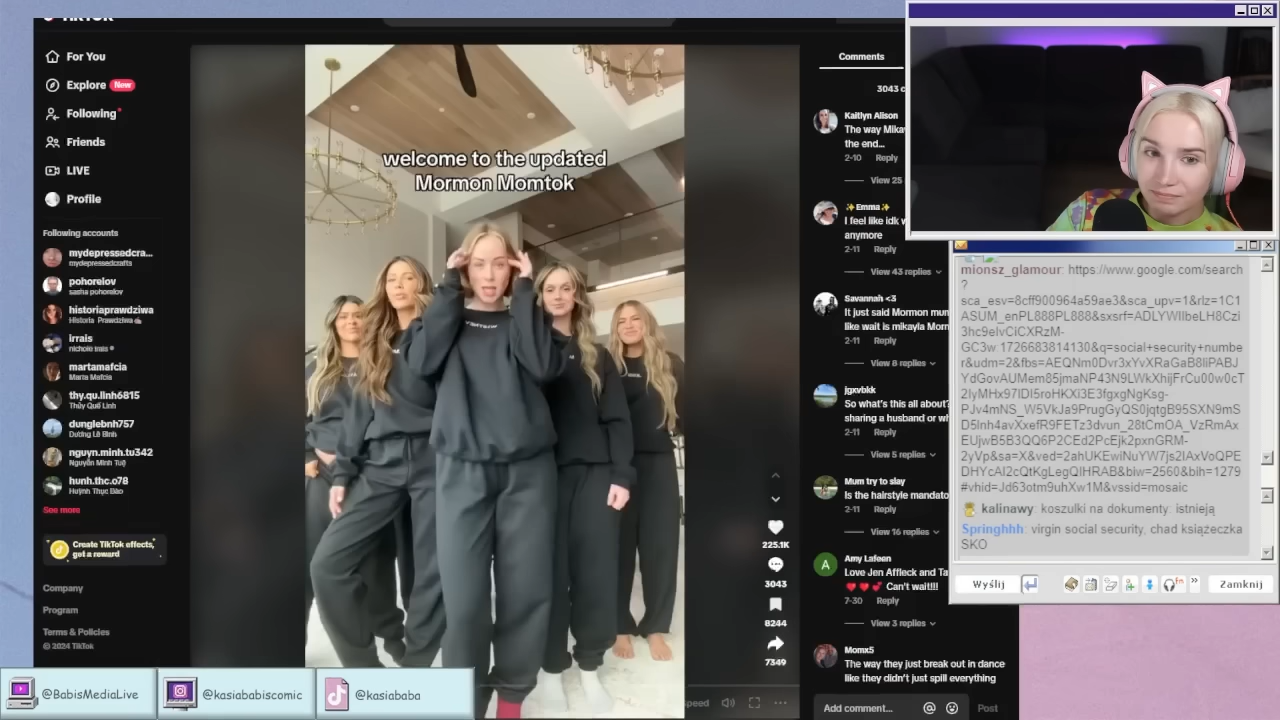 For You
Explore New
Following
Friends
LIVE
Profile
Following accounts
mydepressedcra...
mydepressedcrafts
pohorelov
sasha pohorelov
historiaprawdziwa
Historia Prawdziwa
irrais
martamafcia
Marta Mafcia
thy.qu.linh6815
Thúy Quế Linh
dunglebnh757
Dương Lê Bình
nguyn.minh.tu342
Nguyễn Minh Tuệ
hunh.thc.o78
Huỳnh Thục Đào
See more
Create TikTok effects,
get a reward
Company
Program
Terms & Policies
© 2024 TikTok
welcome to the updated
Mormon Momtok
225.1K
3043
8244
7349
Comments
3043 c
Kaitlyn Alison
The way Mika
the end...
2-10 Reply
View 25
✨Emma✨
I feel like idk w
anymore
2-11 Reply
View 43 replies
Savannah <3
It just said Mormon mum
like wait is mikayla Morm
2-11 Reply
View 8 replies
jgxvbkk
So what's this all about?
sharing a husband or wh
2-11 Reply
View 5 replies
Mum try to slay
Is the hairstyle mandato
2-11 Reply
View 16 replies
A
Amy Lafeen
Love Jen Affleck and Ta
❤️❤️💕 Can't wait!!!!
7-30 Reply
View 3 replies
Momx5
The way they just break out in dance
like they didn't just spill everything
Add comment...
Post
peed
mionsz_glamour: https://www.google.com/search
?
sca_esv=8cff900964a59ae3&sca_upv=1&rlz=1C1
ASUM_enPL888PL888&sxsrf=ADLYWIIbeLH8Czi
3hc9elvCiCXRzM-
GC3w:1726683814130&q=social+security+numbe
r&udm=2&fbs=AEQNm0Dvr3xYvXRaGaB8liPABJ
YdGovAUMem85jmaNP43N9LWkXhijFrCu00w0cT
2IyMHx97lDI5roHKXi3E3fgxgNgKsg-
PJv4mNS_W5VkJa9PrugGyQS0jqtgB95SXN9mS
D5lnh4avXxefR9FETz3dvun_28tCmOA_VzRmAx
EUjwB5B3QQ6P2CEd2PcEjk2pxnGRM-
2yVp&sa=X&ved=2ahUKEwiNuYW7js2IAxVoQPE
DHYcAI2cQtKgLegQIHRAB&biw=2560&bih=1279
#vhid=Jd63otm9uhXw1M&vssid=mosaic
kalinawy: koszulki na dokumenty: istnieją
Springhhh: virgin social security, chad książeczka
SKO
Wyślij
fn
Zamknij
@BabisMediaLive
@kasiababiscomic
@kasiababa